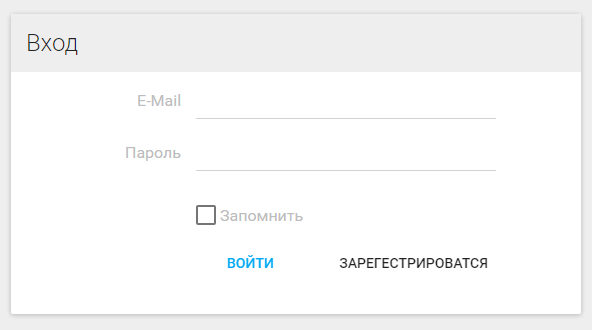 Вход
E-Mail
Пароль
Запомнить
ВОЙТИ ЗАРЕГЕСТРИРОВАТСЯ